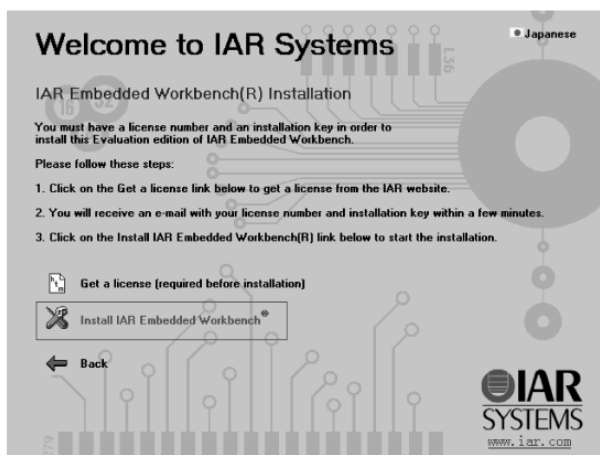 Welcome to IAR Systems
Japanese
L36
IAR Embedded Workbench(R) Installation
16
32
You must have a license number and an installation key in order to
install this Evaluation edition of IAR Embedded Workbench.
Please follow these steps:
1. Click on the Get a license link below to get a license from the IAR website.
2. You will receive an e-mail with your license number and installation key within a few minutes.
3. Click on the Install IAR Embedded Workbench(R) link below to start the installation.
Get a license (required before installation)
Install IAR Embedded Workbench®
Back
IAR
SYSTEMS
www.iar.com
279